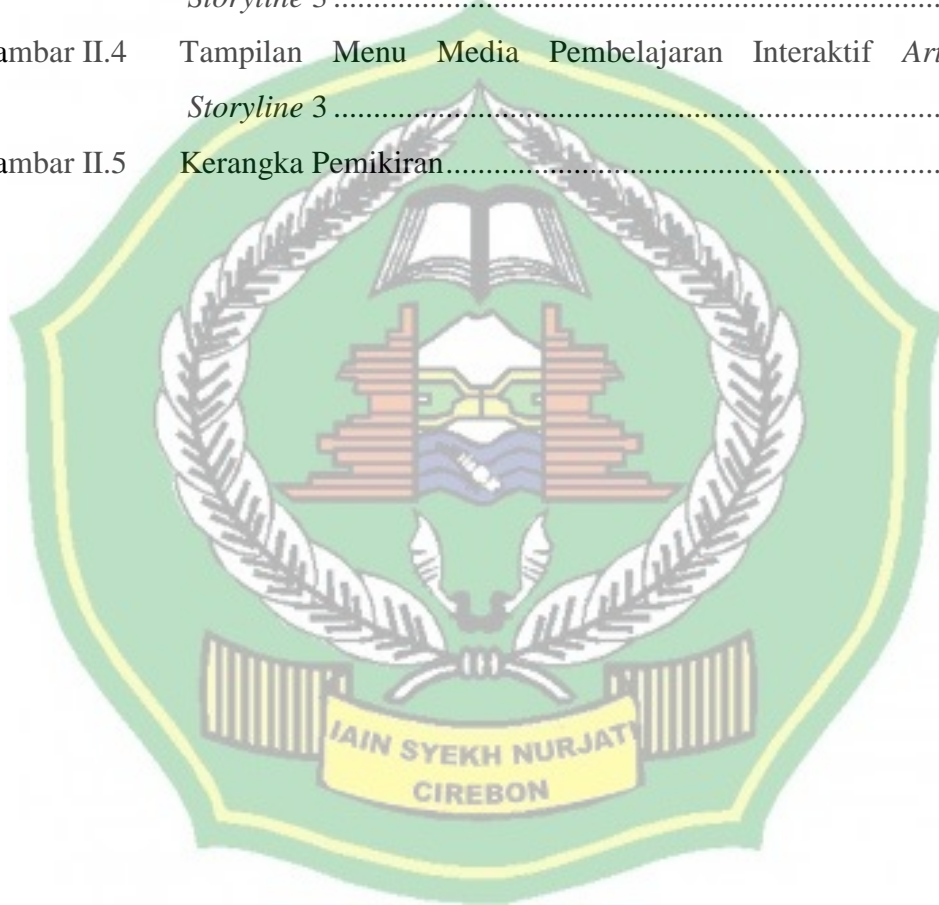 Storyline 3 ........................................................................
ambar II.4 Tampilan Menu Media Pembelajaran Interaktif Art
Storyline 3 ........................................................................
ambar II.5 Kerangka Pemikiran.......................................................
IAIN SYEKH NURJATI
CIREBON